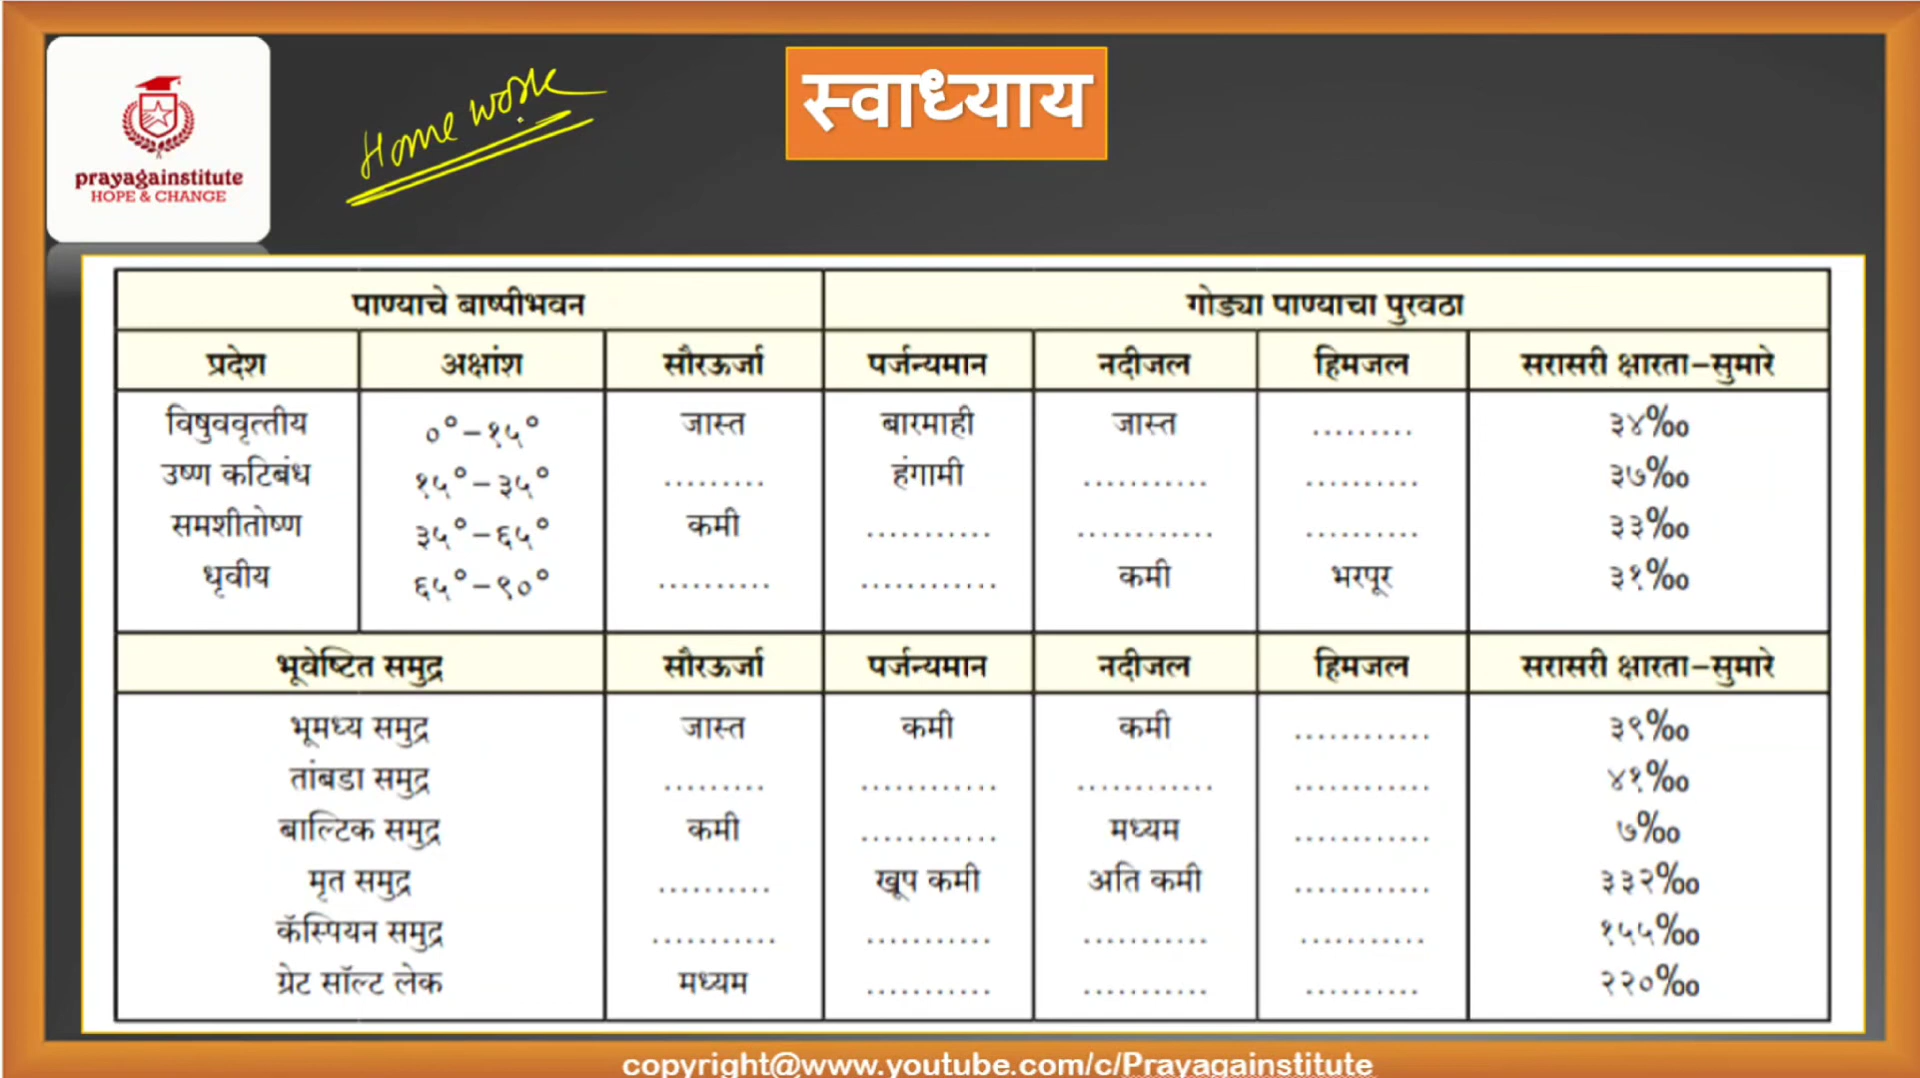 prayagainstitute
HOPE & CHANGE
Home work
स्वाध्याय
पाण्याचे बाष्पीभवन गोड्या पाण्याचा पुरवठा
प्रदेश अक्षांश सौरऊर्जा पर्जन्यमान नदीजल हिमजल सरासरी क्षारता-सुमारे
विषुववृत्तीय ०°-१५° जास्त बारमाही जास्त ......... ३४‰
उष्ण कटिबंध १५°-३५° ......... हंगामी ........... .......... ३७‰
समशीतोष्ण ३५°-६५° कमी ........... ............ .......... ३३‰
धृवीय ६५°-९०° .......... ............ कमी भरपूर ३१‰
भूवेष्टित समुद्र सौरऊर्जा पर्जन्यमान नदीजल हिमजल सरासरी क्षारता-सुमारे
भूमध्य समुद्र जास्त कमी कमी ............ ३९‰
तांबडा समुद्र ......... ............ ............ ............ ४१‰
बाल्टिक समुद्र कमी ............ मध्यम ............ ७‰
मृत समुद्र .......... खूप कमी अति कमी ............ ३३२‰
कॅस्पियन समुद्र ........... ........... ........... ........... १५५‰
ग्रेट सॉल्ट लेक मध्यम ........... ........... .......... २२०‰
copyright@www.youtube.com/c/Prayagainstitute